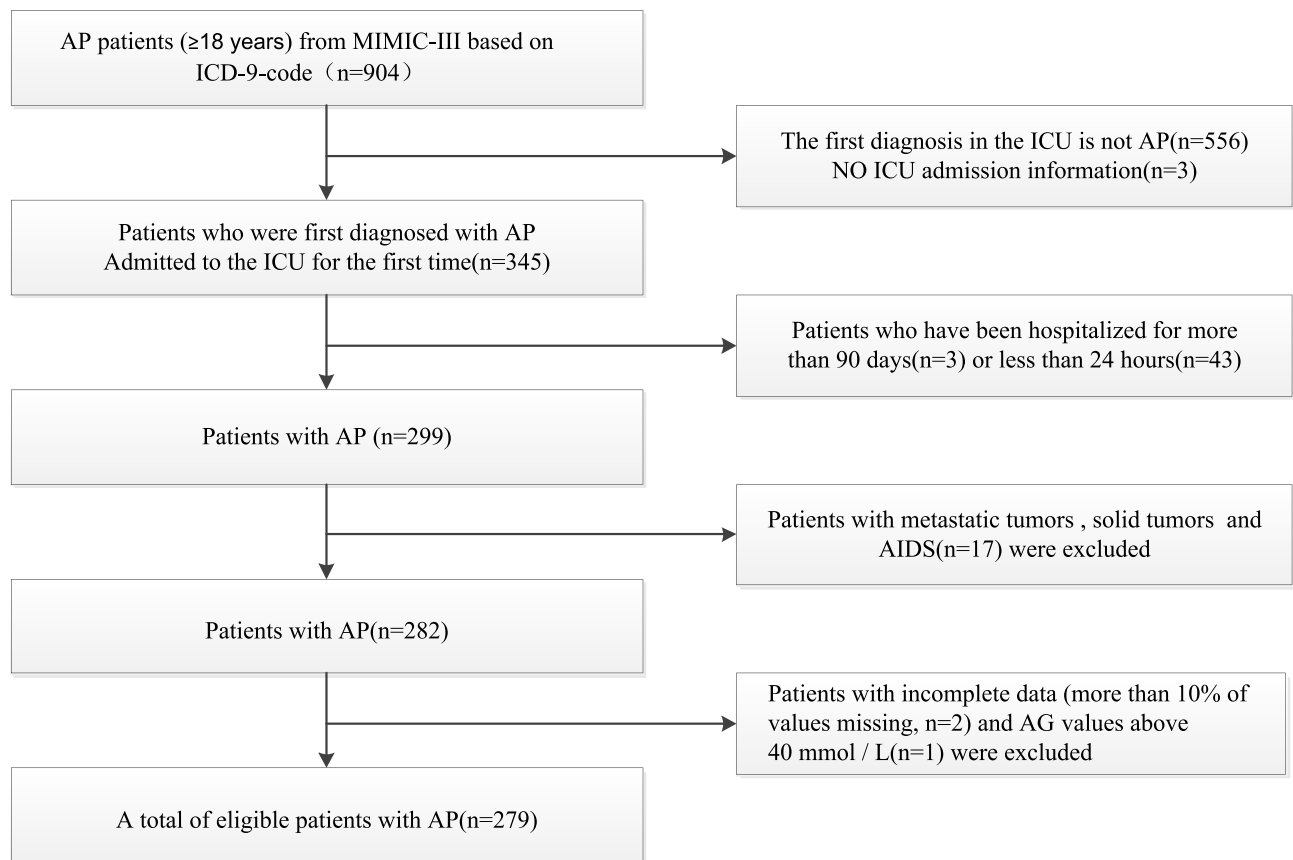 AP patients (≥18 years) from MIMIC-III based on
ICD-9-code（n=904）
The first diagnosis in the ICU is not AP(n=556)
NO ICU admission information(n=3)
Patients who were first diagnosed with AP
Admitted to the ICU for the first time(n=345)
Patients who have been hospitalized for more
than 90 days(n=3) or less than 24 hours(n=43)
Patients with AP (n=299)
Patients with metastatic tumors , solid tumors and
AIDS(n=17) were excluded
Patients with AP(n=282)
Patients with incomplete data (more than 10% of
values missing, n=2) and AG values above
40 mmol / L(n=1) were excluded
A total of eligible patients with AP(n=279)